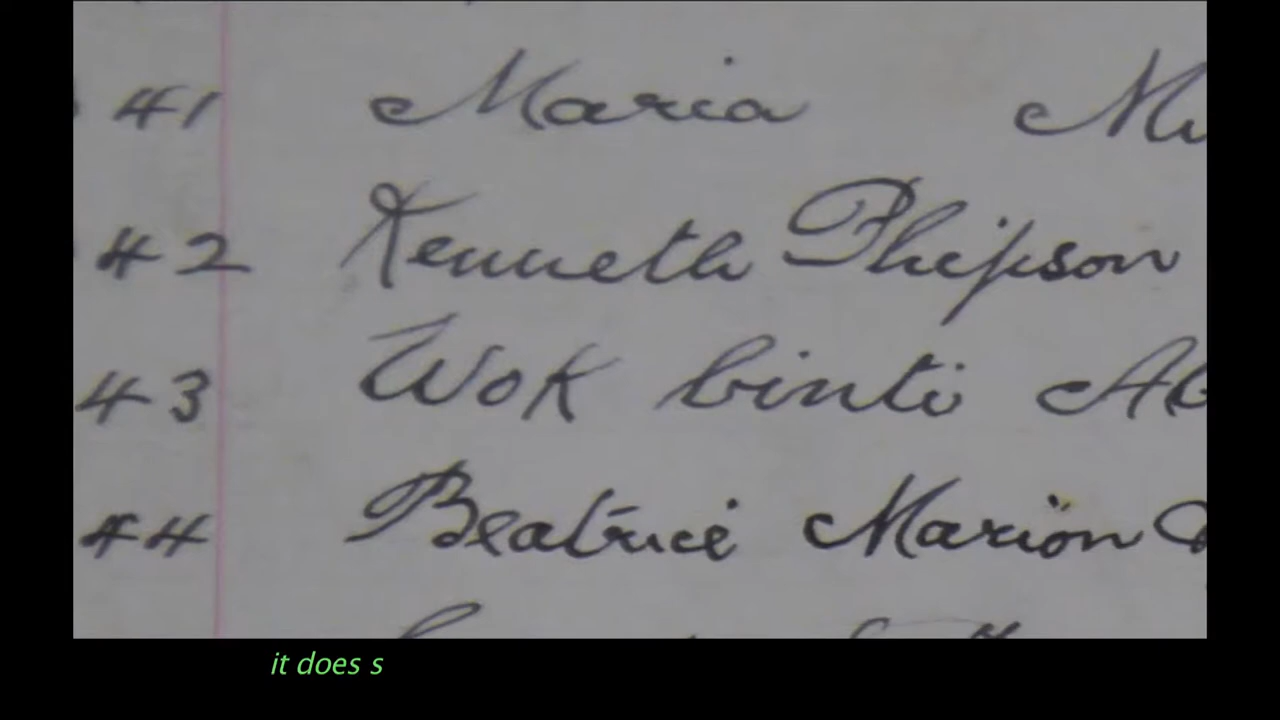 41 Maria
42 Kenneth Phipson
43 Wok binti
44 Beatrice Marion
it does s